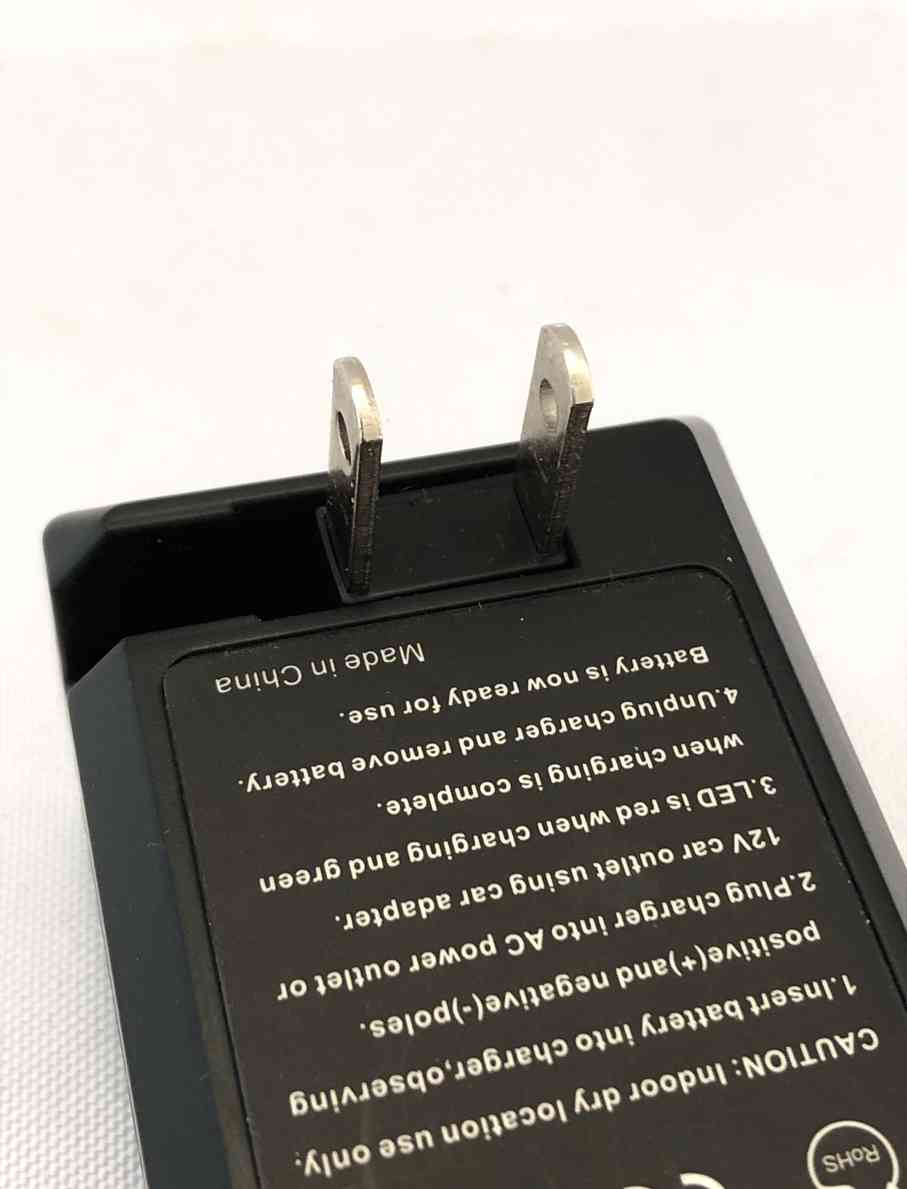 RoHS
CAUTION: Indoor dry location use only.
1.Insert battery into charger,observing
positive(+)and negative(-)poles.
2.Plug charger into AC power outlet or
12V car outlet using car adapter.
3.LED is red when charging and green
when charging is complete.
4.Unplug charger and remove battery.
Battery is now ready for use.
Made in China